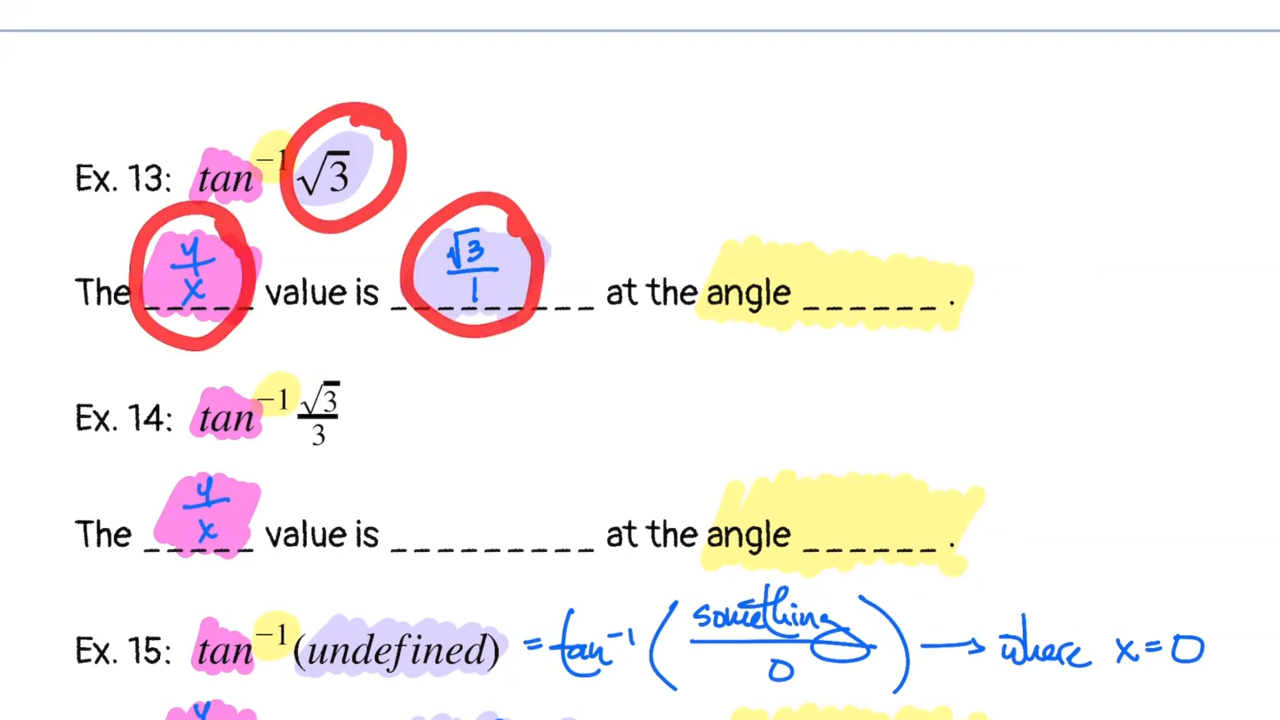 Ex. 13: tan⁻¹ √3
The y/x value is √3/1 at the angle ______ .
Ex. 14: tan⁻¹ √3/3
The y/x value is _________ at the angle ______ .
Ex. 15: tan⁻¹ (undefined) = tan⁻¹ (something/0) → where x = 0
y